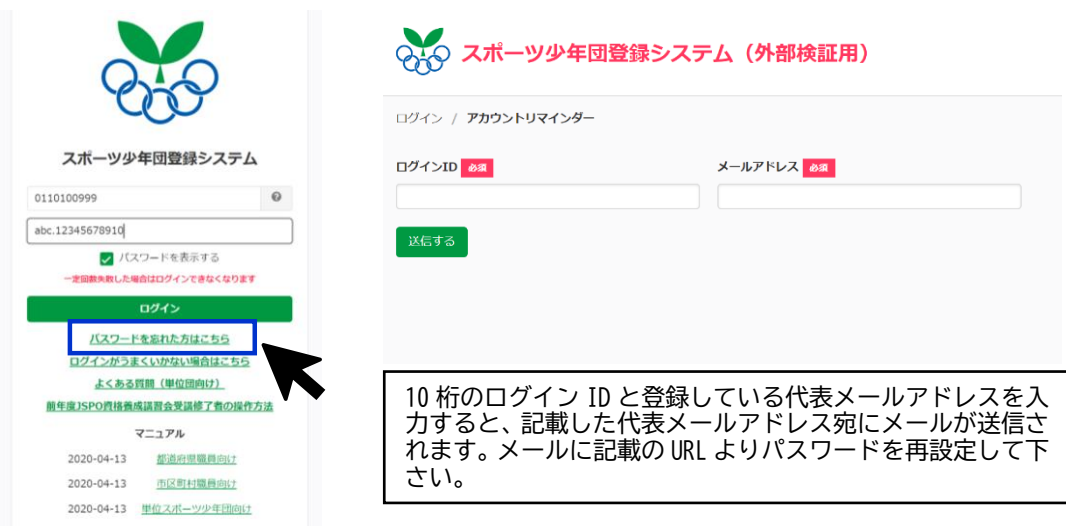 スポーツ少年団登録システム
0110100999
abc.12345678910
パスワードを表示する
一定回数失敗した場合はログインできなくなります
ログイン
パスワードを忘れた方はこちら
ログインがうまくいかない場合はこちら
よくある質問（単位団向け）
前年度JSPO資格養成講習会受講修了者の操作方法
マニュアル
2020-04-13 都道府県職員向け
2020-04-13 市区町村職員向け
2020-04-13 単位スポーツ少年団向け
スポーツ少年団登録システム（外部検証用）
ログイン / アカウントリマインダー
ログインID 必須 メールアドレス 必須
送信する
10 桁のログイン ID と登録している代表メールアドレスを入
力すると、記載した代表メールアドレス宛にメールが送信さ
れます。メールに記載の URL よりパスワードを再設定して下
さい。